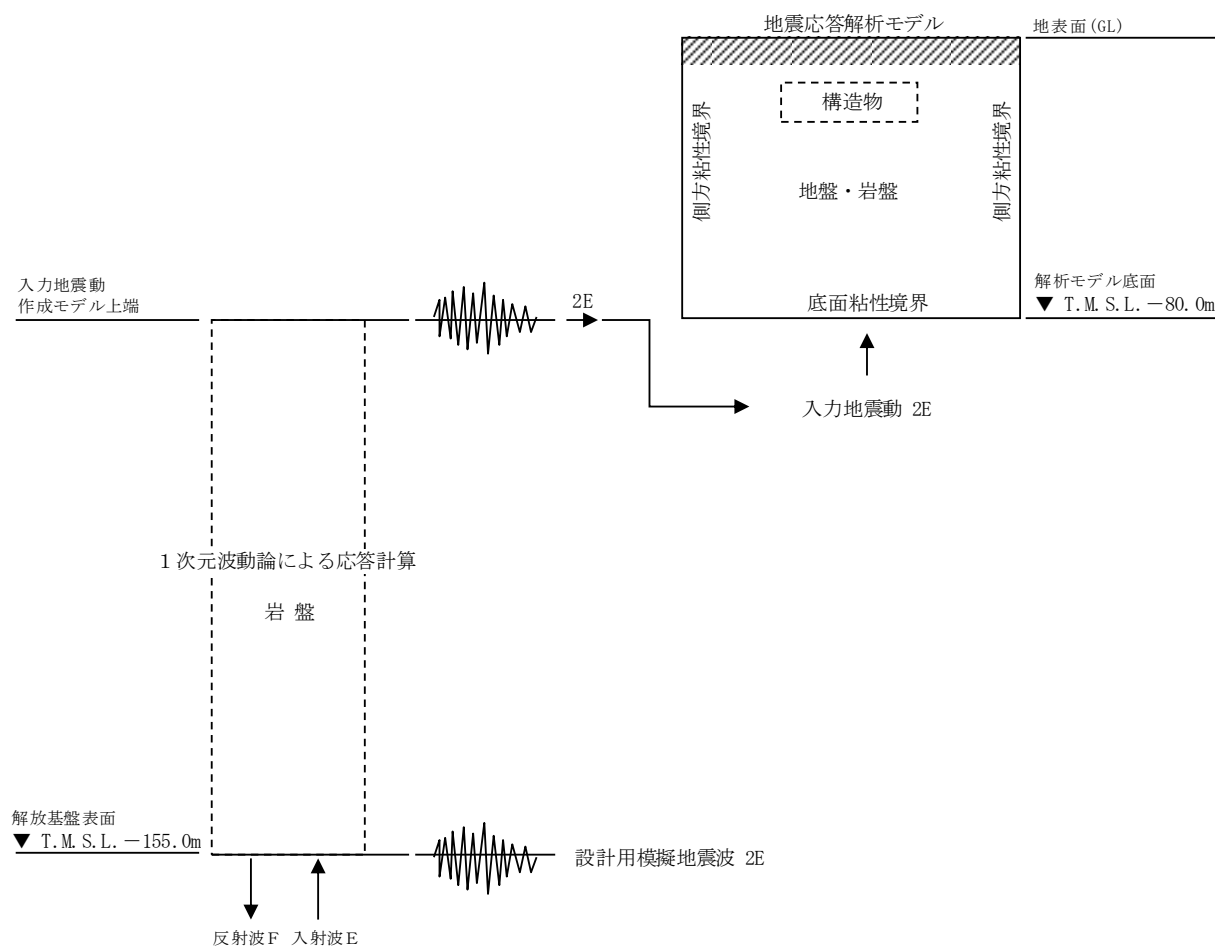 地震応答解析モデル
地表面(GL)
構造物
側方粘性境界
側方粘性境界
地盤・岩盤
入力地震動
作成モデル上端
2E
底面粘性境界
解析モデル底面
▼ T.M.S.L.－80.0m
入力地震動 2E
1次元波動論による応答計算
岩 盤
解放基盤表面
▼ T.M.S.L.－155.0m
設計用模擬地震波 2E
反射波F 入射波E